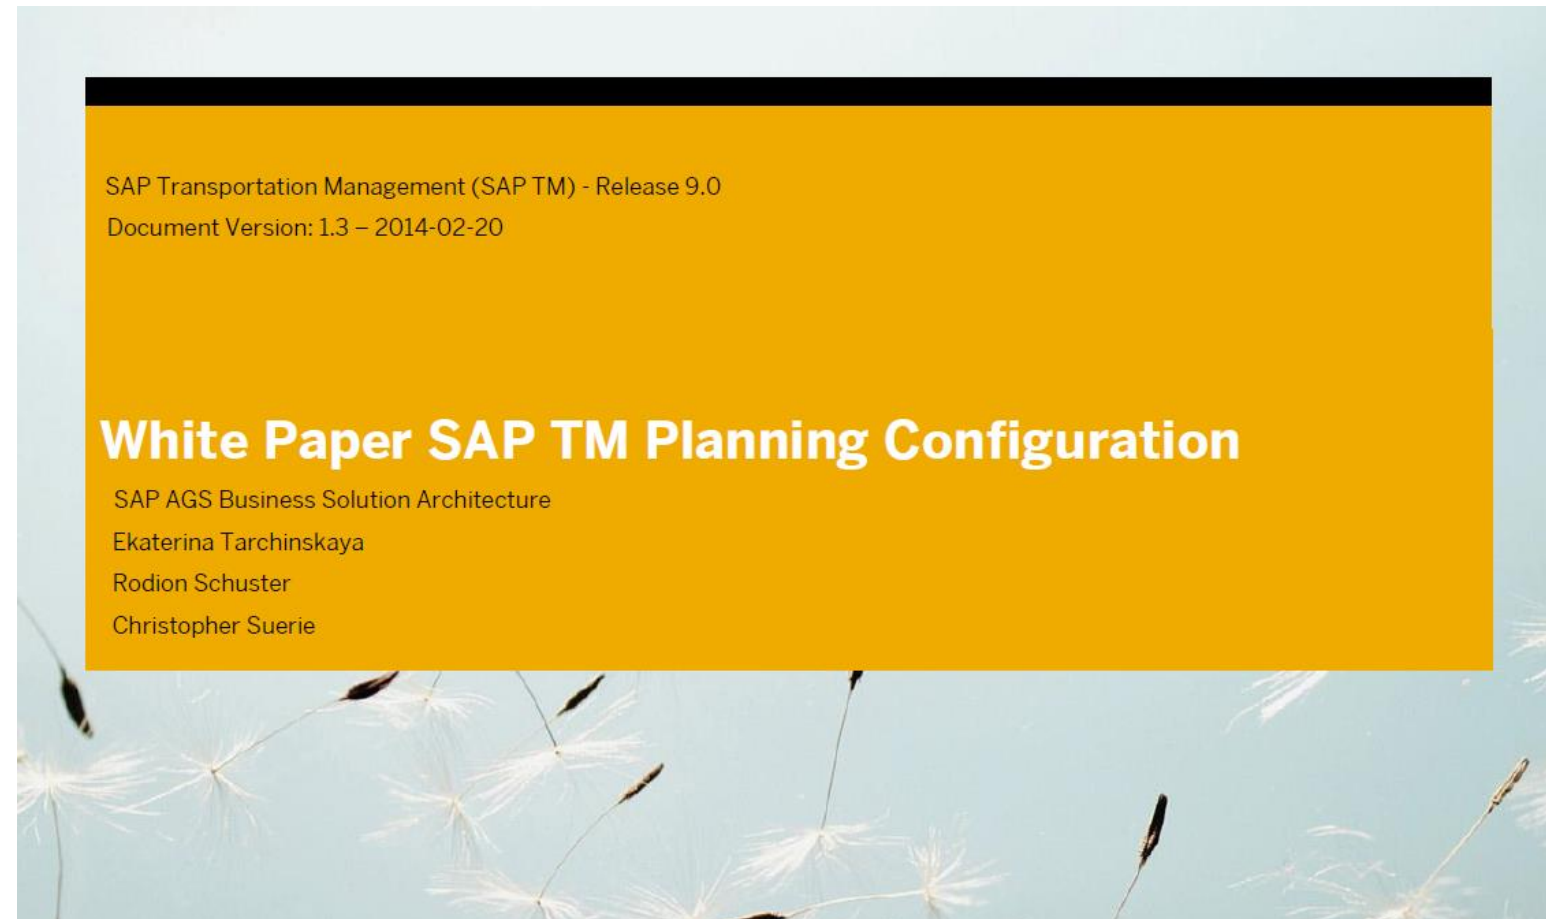 SAP Transportation Management (SAP TM) - Release 9.0
Document Version: 1.3 – 2014-02-20
White Paper SAP TM Planning Configuration
SAP AGS Business Solution Architecture
Ekaterina Tarchinskaya
Rodion Schuster
Christopher Suerie